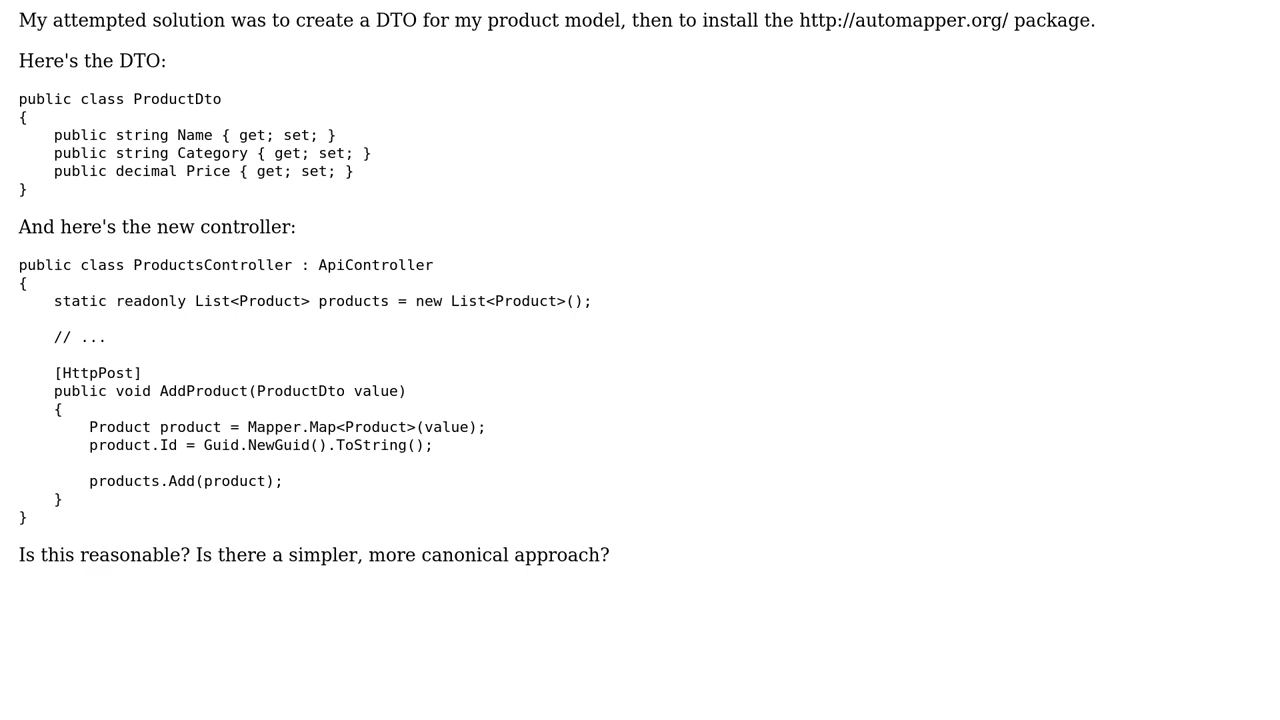 My attempted solution was to create a DTO for my product model, then to install the http://automapper.org/ package.
Here's the DTO:
public class ProductDto
{
    public string Name { get; set; }
    public string Category { get; set; }
    public decimal Price { get; set; }
}
And here's the new controller:
public class ProductsController : ApiController
{
    static readonly List<Product> products = new List<Product>();
    // ...
    [HttpPost]
    public void AddProduct(ProductDto value)
    {
        Product product = Mapper.Map<Product>(value);
        product.Id = Guid.NewGuid().ToString();
        products.Add(product);
    }
}
Is this reasonable? Is there a simpler, more canonical approach?